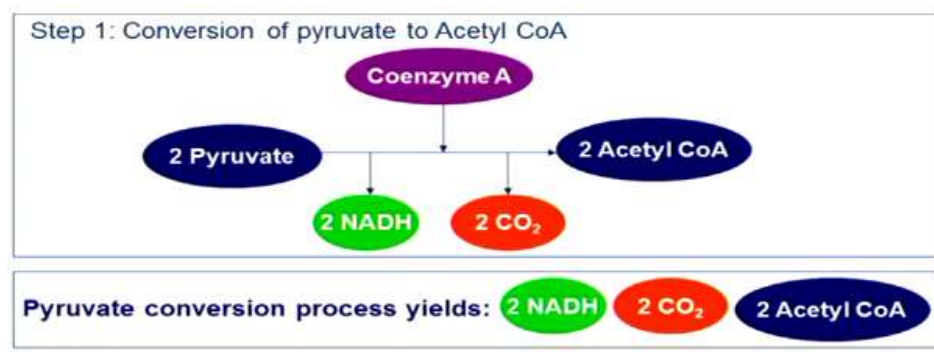 Step 1: Conversion of pyruvate to Acetyl CoA
Coenzyme A
2 Pyruvate
2 Acetyl CoA
2 NADH
2 CO₂
Pyruvate conversion process yields: 2 NADH 2 CO₂ 2 Acetyl CoA